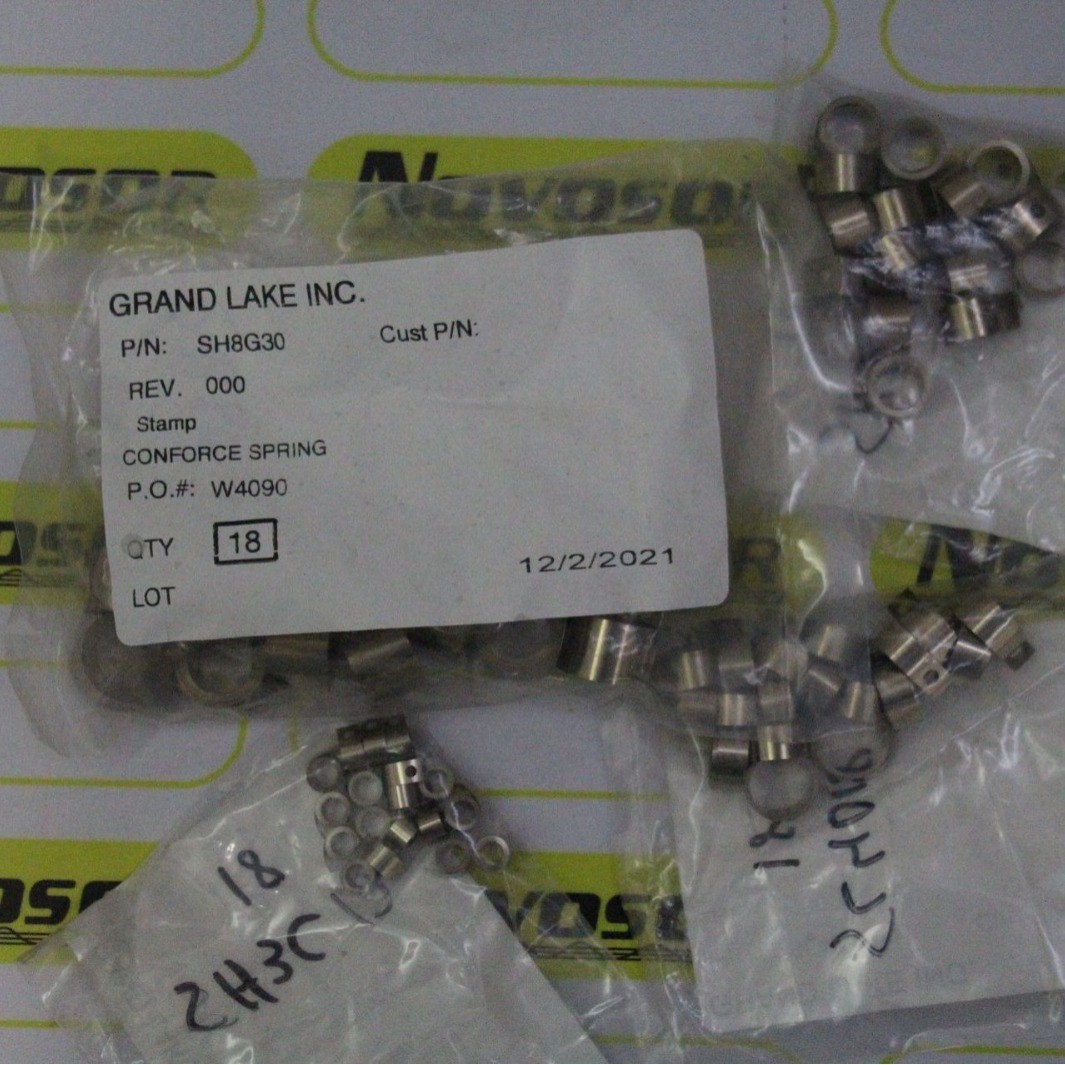 Novosor
GRAND LAKE INC.
P/N: SH8G30
Cust P/N:
REV. 000
Stamp
CONFORCE SPRING
P.O.#: W4090
QTY 18
12/2/2021
LOT
18
2H3C
18
Novosor